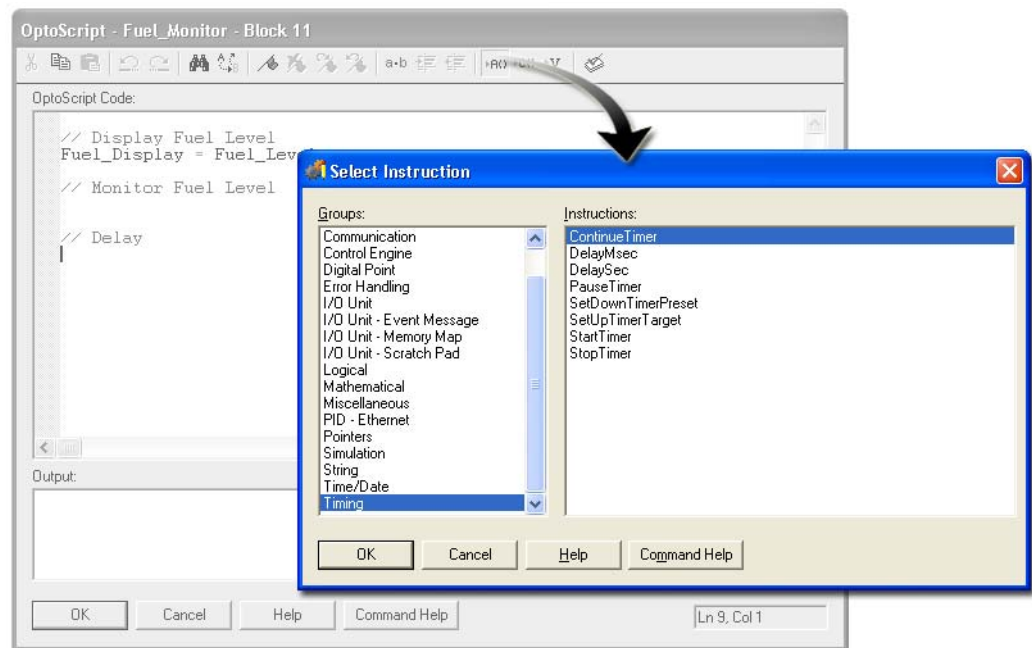 OptoScript - Fuel_Monitor - Block 11
a-b
OptoScript Code:
// Display Fuel Level
Fuel_Display = Fuel_Lev
// Monitor Fuel Level
// Delay
Output:
OK
Cancel
Help
Command Help
Ln 9, Col 1
Select Instruction
Groups:
Communication
Control Engine
Digital Point
Error Handling
I/O Unit
I/O Unit - Event Message
I/O Unit - Memory Map
I/O Unit - Scratch Pad
Logical
Mathematical
Miscellaneous
PID - Ethernet
Pointers
Simulation
String
Time/Date
Timing
Instructions:
ContinueTimer
DelayMsec
DelaySec
PauseTimer
SetDownTimerPreset
SetUpTimerTarget
StartTimer
StopTimer
OK
Cancel
Help
Command Help